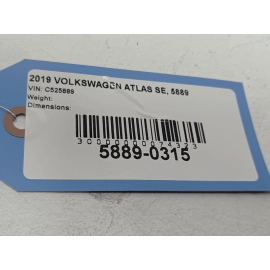 2019 VOLKSWAGEN ATLAS SE, 5889
VIN: C525889
Weight:
Dimensions:
3000000074323
5889-0315